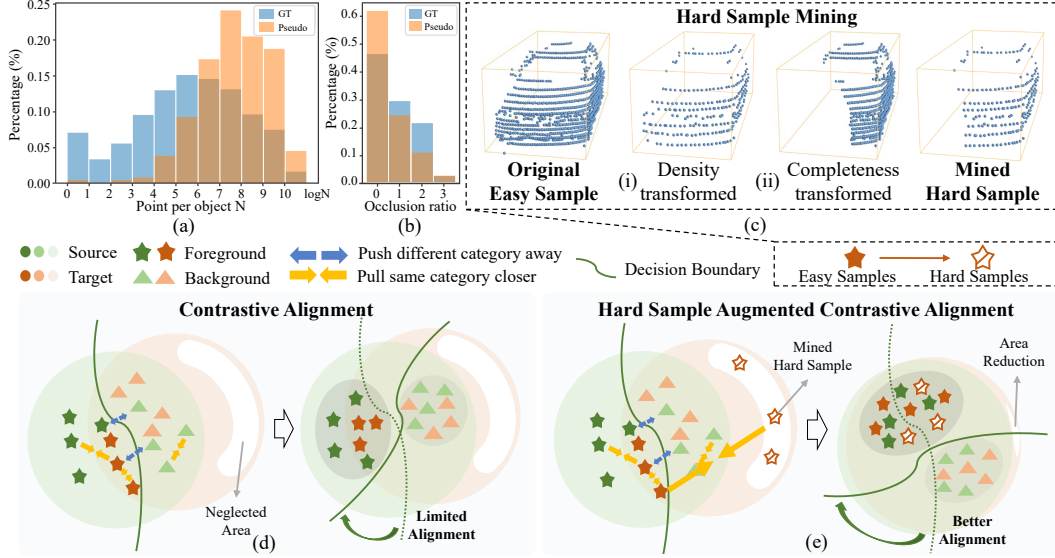 0.25
0.20
0.15
0.10
0.05
0.00
Percentage (%)
GT
Pseudo
0 1 2 3 4 5 6 7 8 9 10 logN
Point per object N
(a)
0.6
0.5
0.4
0.3
0.2
0.1
0.0
Percentage (%)
GT
Pseudo
0 1 2 3
Occlusion ratio
(b)
Hard Sample Mining
Original
Easy Sample
(i)
Density
transformed
(ii)
Completeness
transformed
Mined
Hard Sample
(c)
Source
Foreground
Push different category away
Target
Background
Pull same category closer
Decision Boundary
Easy Samples
Hard Samples
Contrastive Alignment
Neglected
Area
Limited
Alignment
(d)
Hard Sample Augmented Contrastive Alignment
Mined
Hard Sample
Area
Reduction
Better
Alignment
(e)